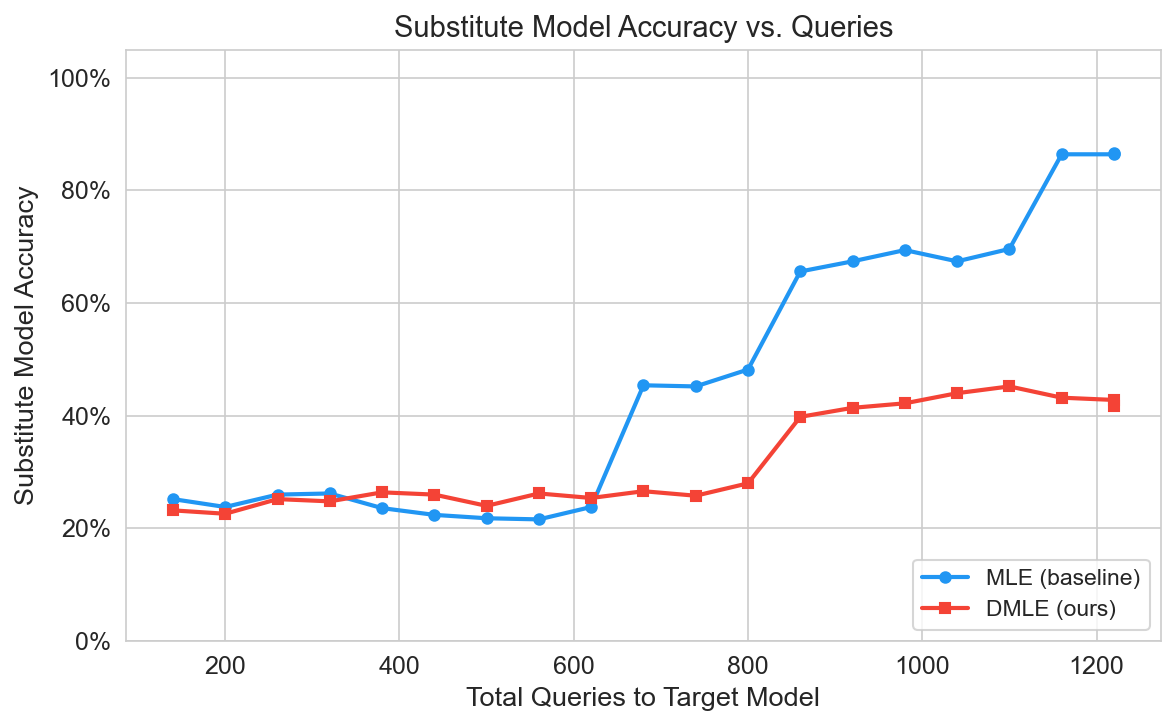 Substitute Model Accuracy vs. Queries
Substitute Model Accuracy
100%
80%
60%
40%
20%
0%
200 400 600 800 1000 1200
Total Queries to Target Model
MLE (baseline)
DMLE (ours)